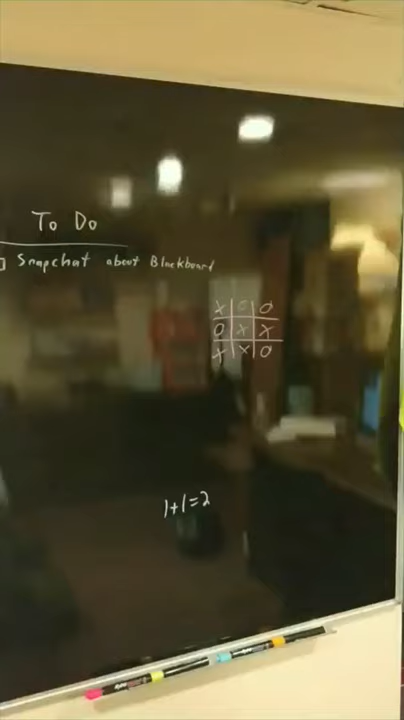 To Do
Snapchat about Blackboard
X O O
O X X
X X O
1+1=2